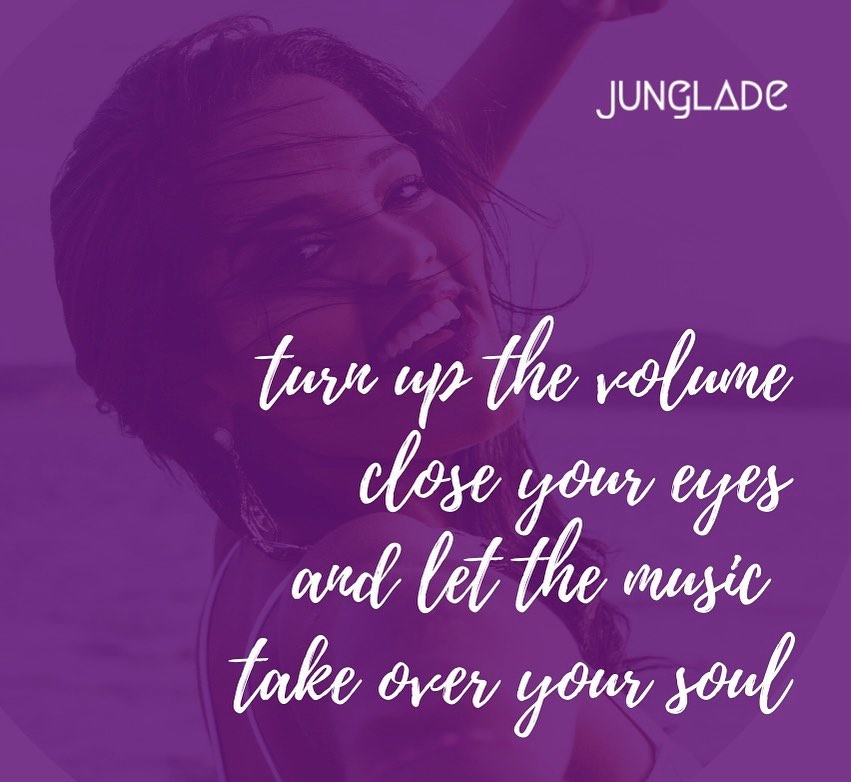 JUNGLADE
turn up the volume
close your eyes
and let the music
take over your soul